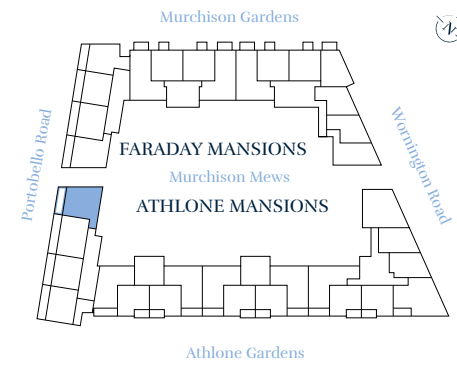 Murchison Gardens
N
Portobello Road
Wornington Road
FARADAY MANSIONS
Murchison Mews
ATHLONE MANSIONS
Athlone Gardens